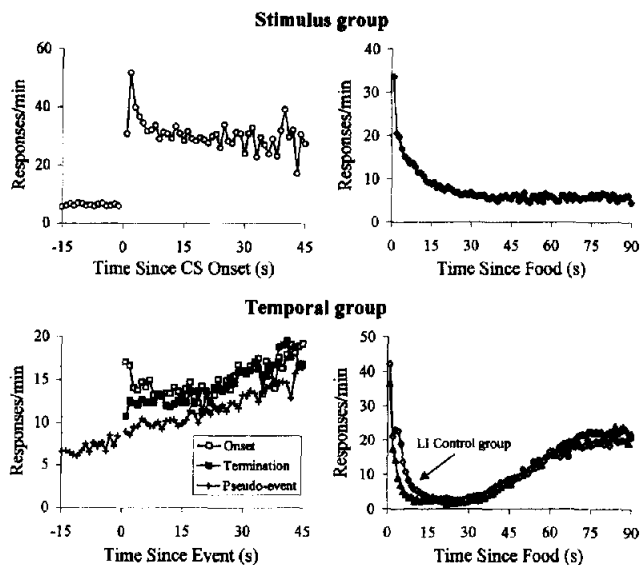 Stimulus group
Responses/min
60
40
20
0
-15 0 15 30 45
Time Since CS Onset (s)
Responses/min
40
30
20
10
0
0 15 30 45 60 75 90
Time Since Food (s)
Temporal group
Responses/min
20
15
10
5
0
-15 0 15 30 45
Time Since Event (s)
Onset
Termination
Pseudo-event
Responses/min
50
40
30
20
10
0
0 15 30 45 60 75 90
Time Since Food (s)
LI Control group